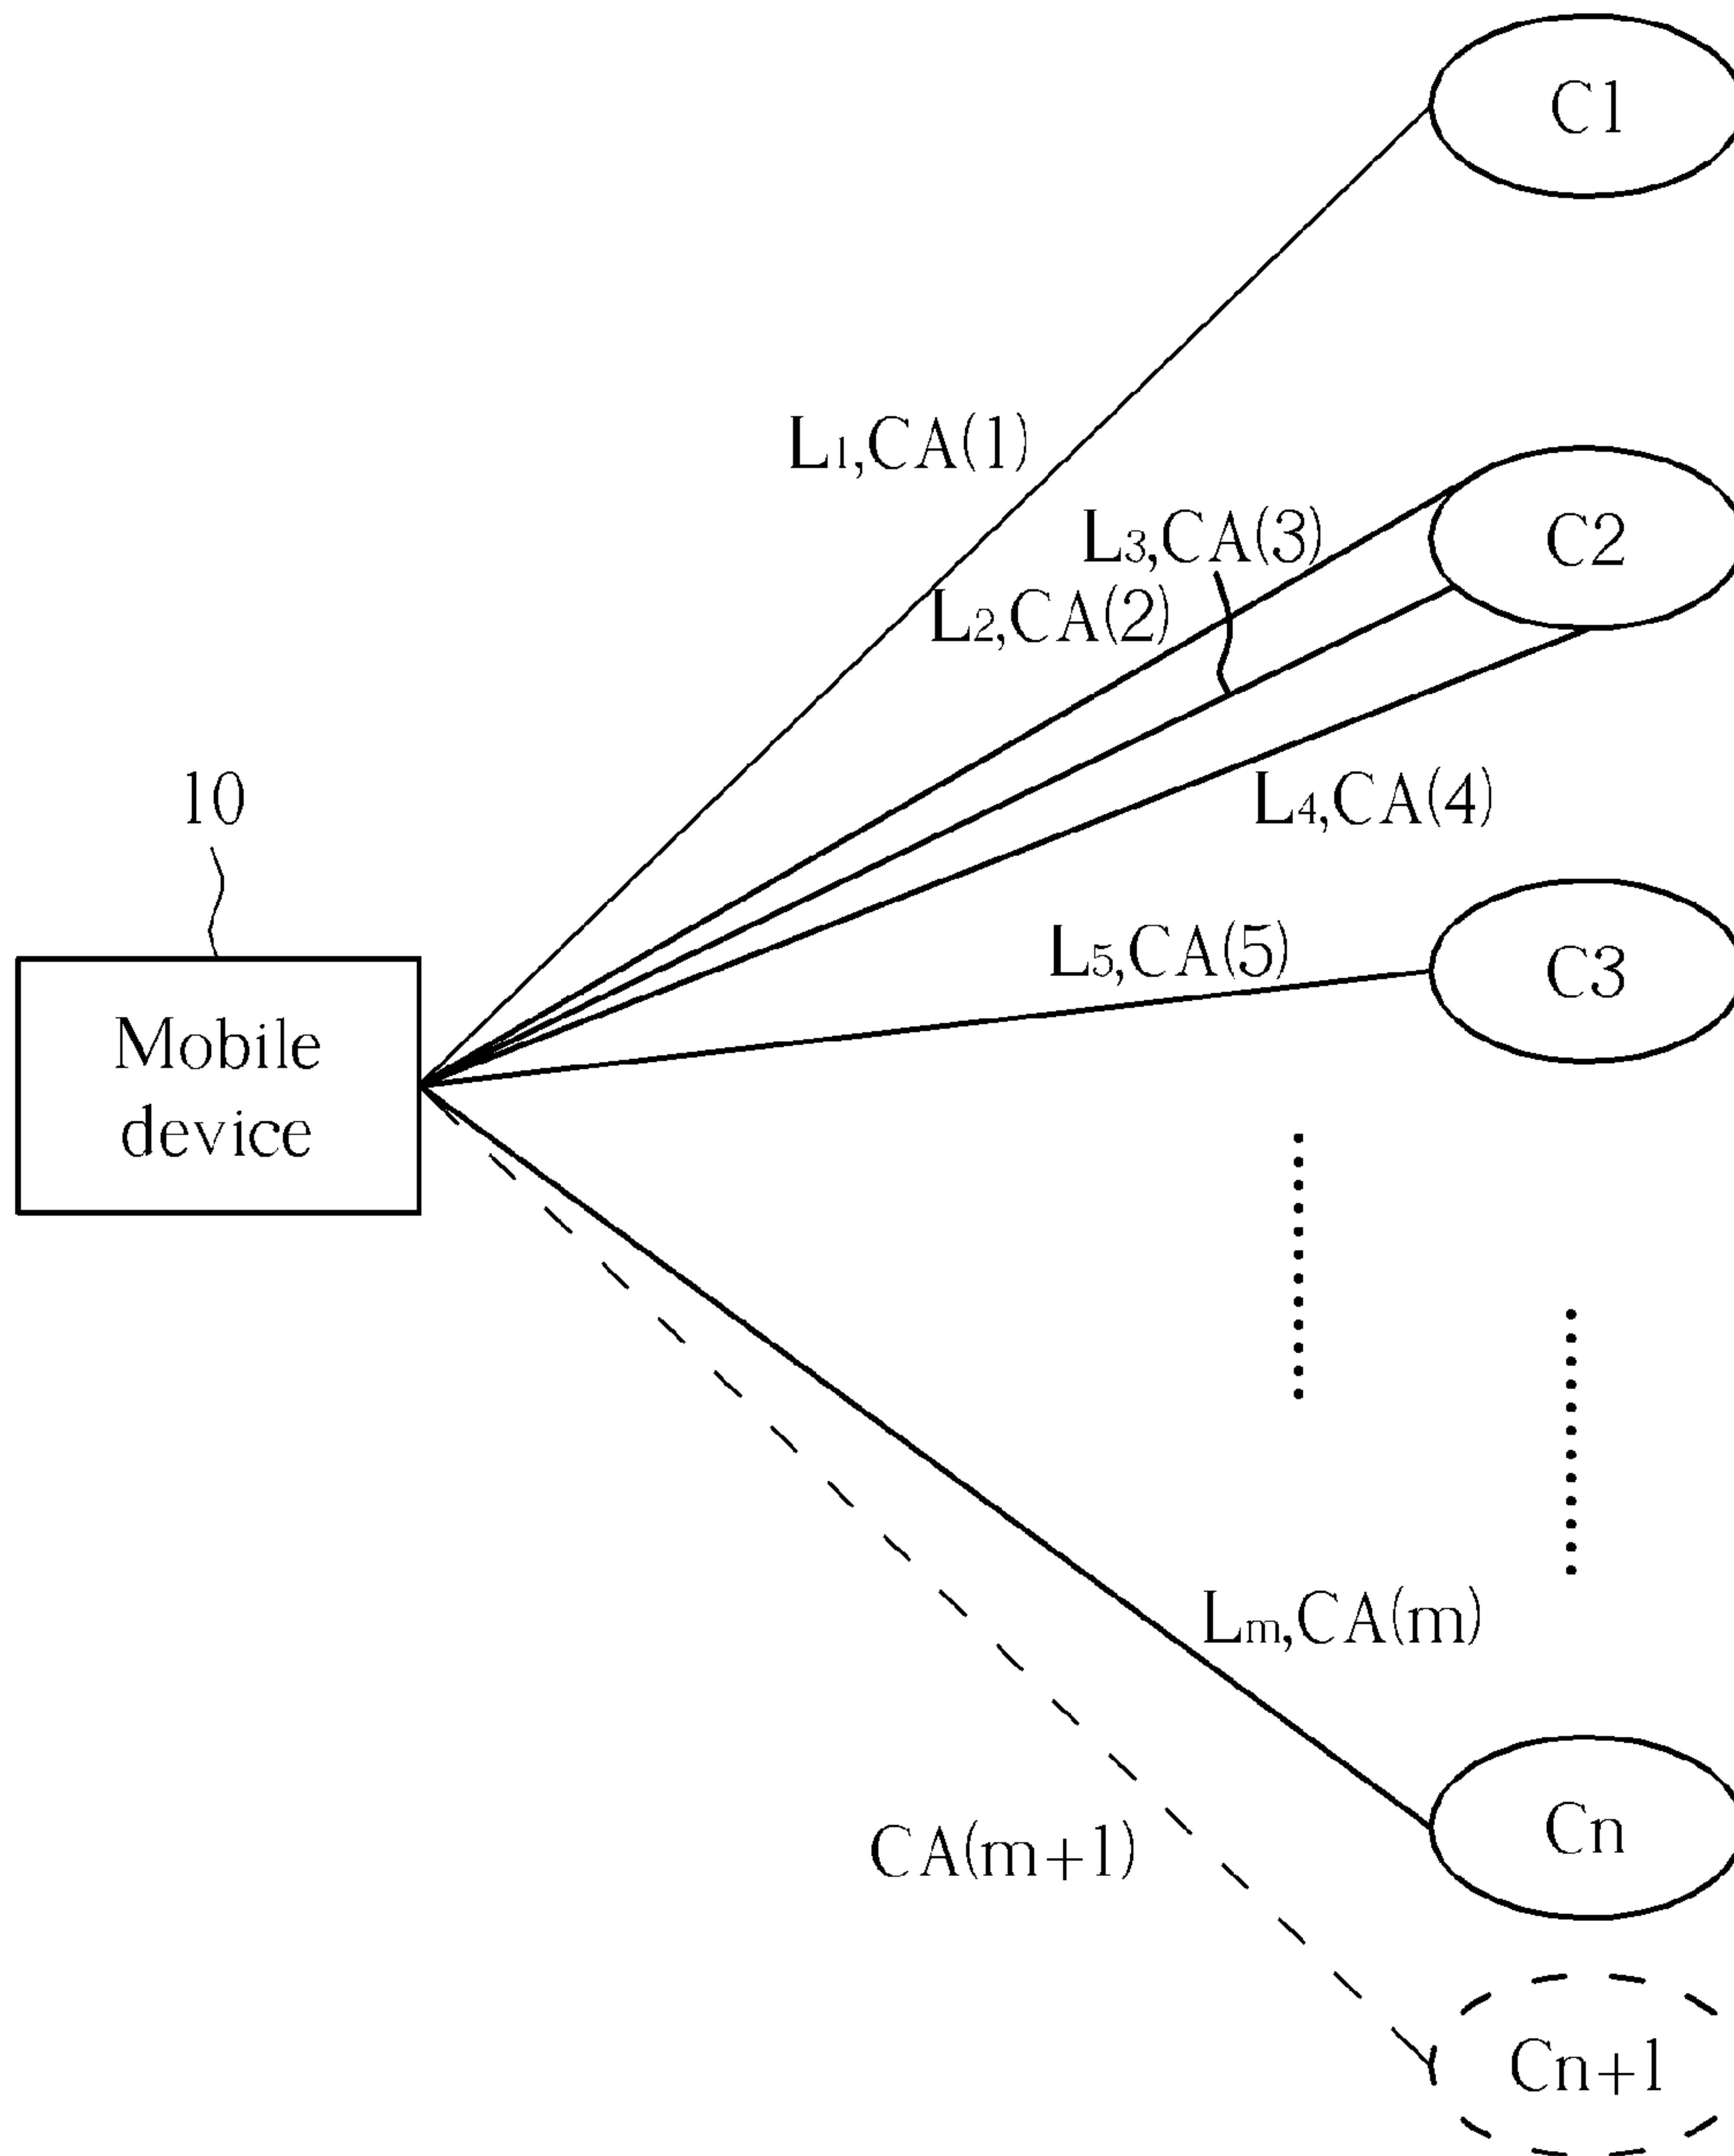 C1
L1,CA(1)
C2
L3,CA(3)
L2,CA(2)
10
L4,CA(4)
L5,CA(5)
C3
Mobile
device
Lm,CA(m)
Cn
CA(m+1)
Cn+1